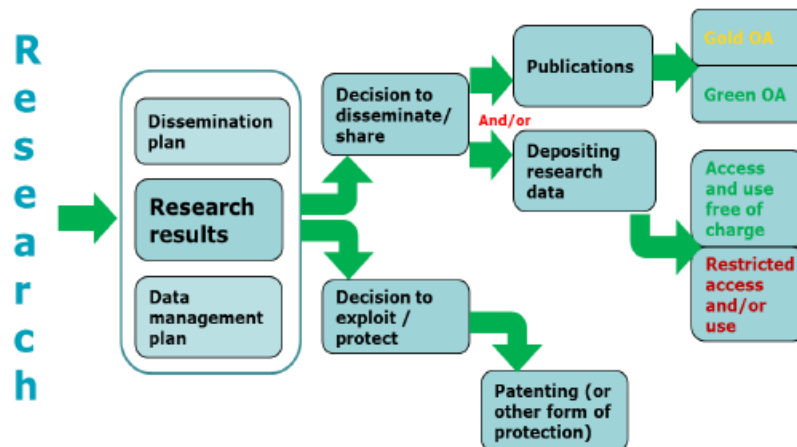 Research
Dissemination
plan
Research
results
Data
management
plan
Decision to
disseminate/
share
And/or
Decision to
exploit /
protect
Publications
Depositing
research
data
Patenting (or
other form of
protection)
Gold OA
Green OA
Access
and use
free of
charge
Restricted
access
and/or
use